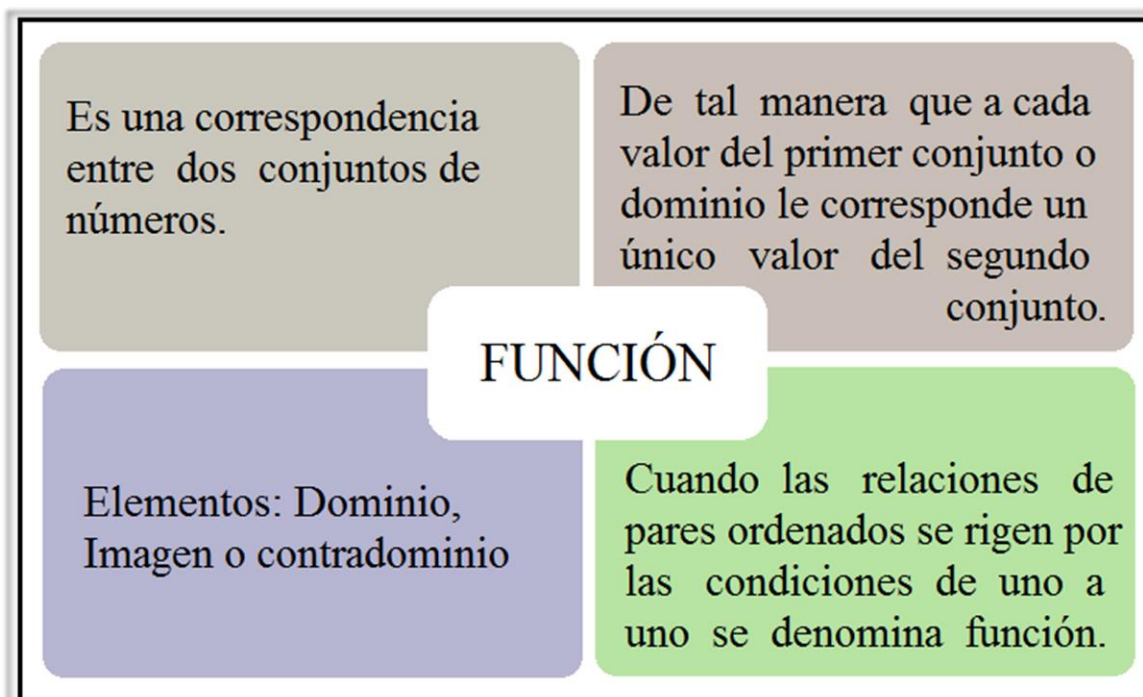 Es una correspondencia
entre dos conjuntos de
números.
De tal manera que a cada
valor del primer conjunto o
dominio le corresponde un
único valor del segundo
conjunto.
FUNCIÓN
Elementos: Dominio,
Imagen o contradominio
Cuando las relaciones de
pares ordenados se rigen por
las condiciones de uno a
uno se denomina función.